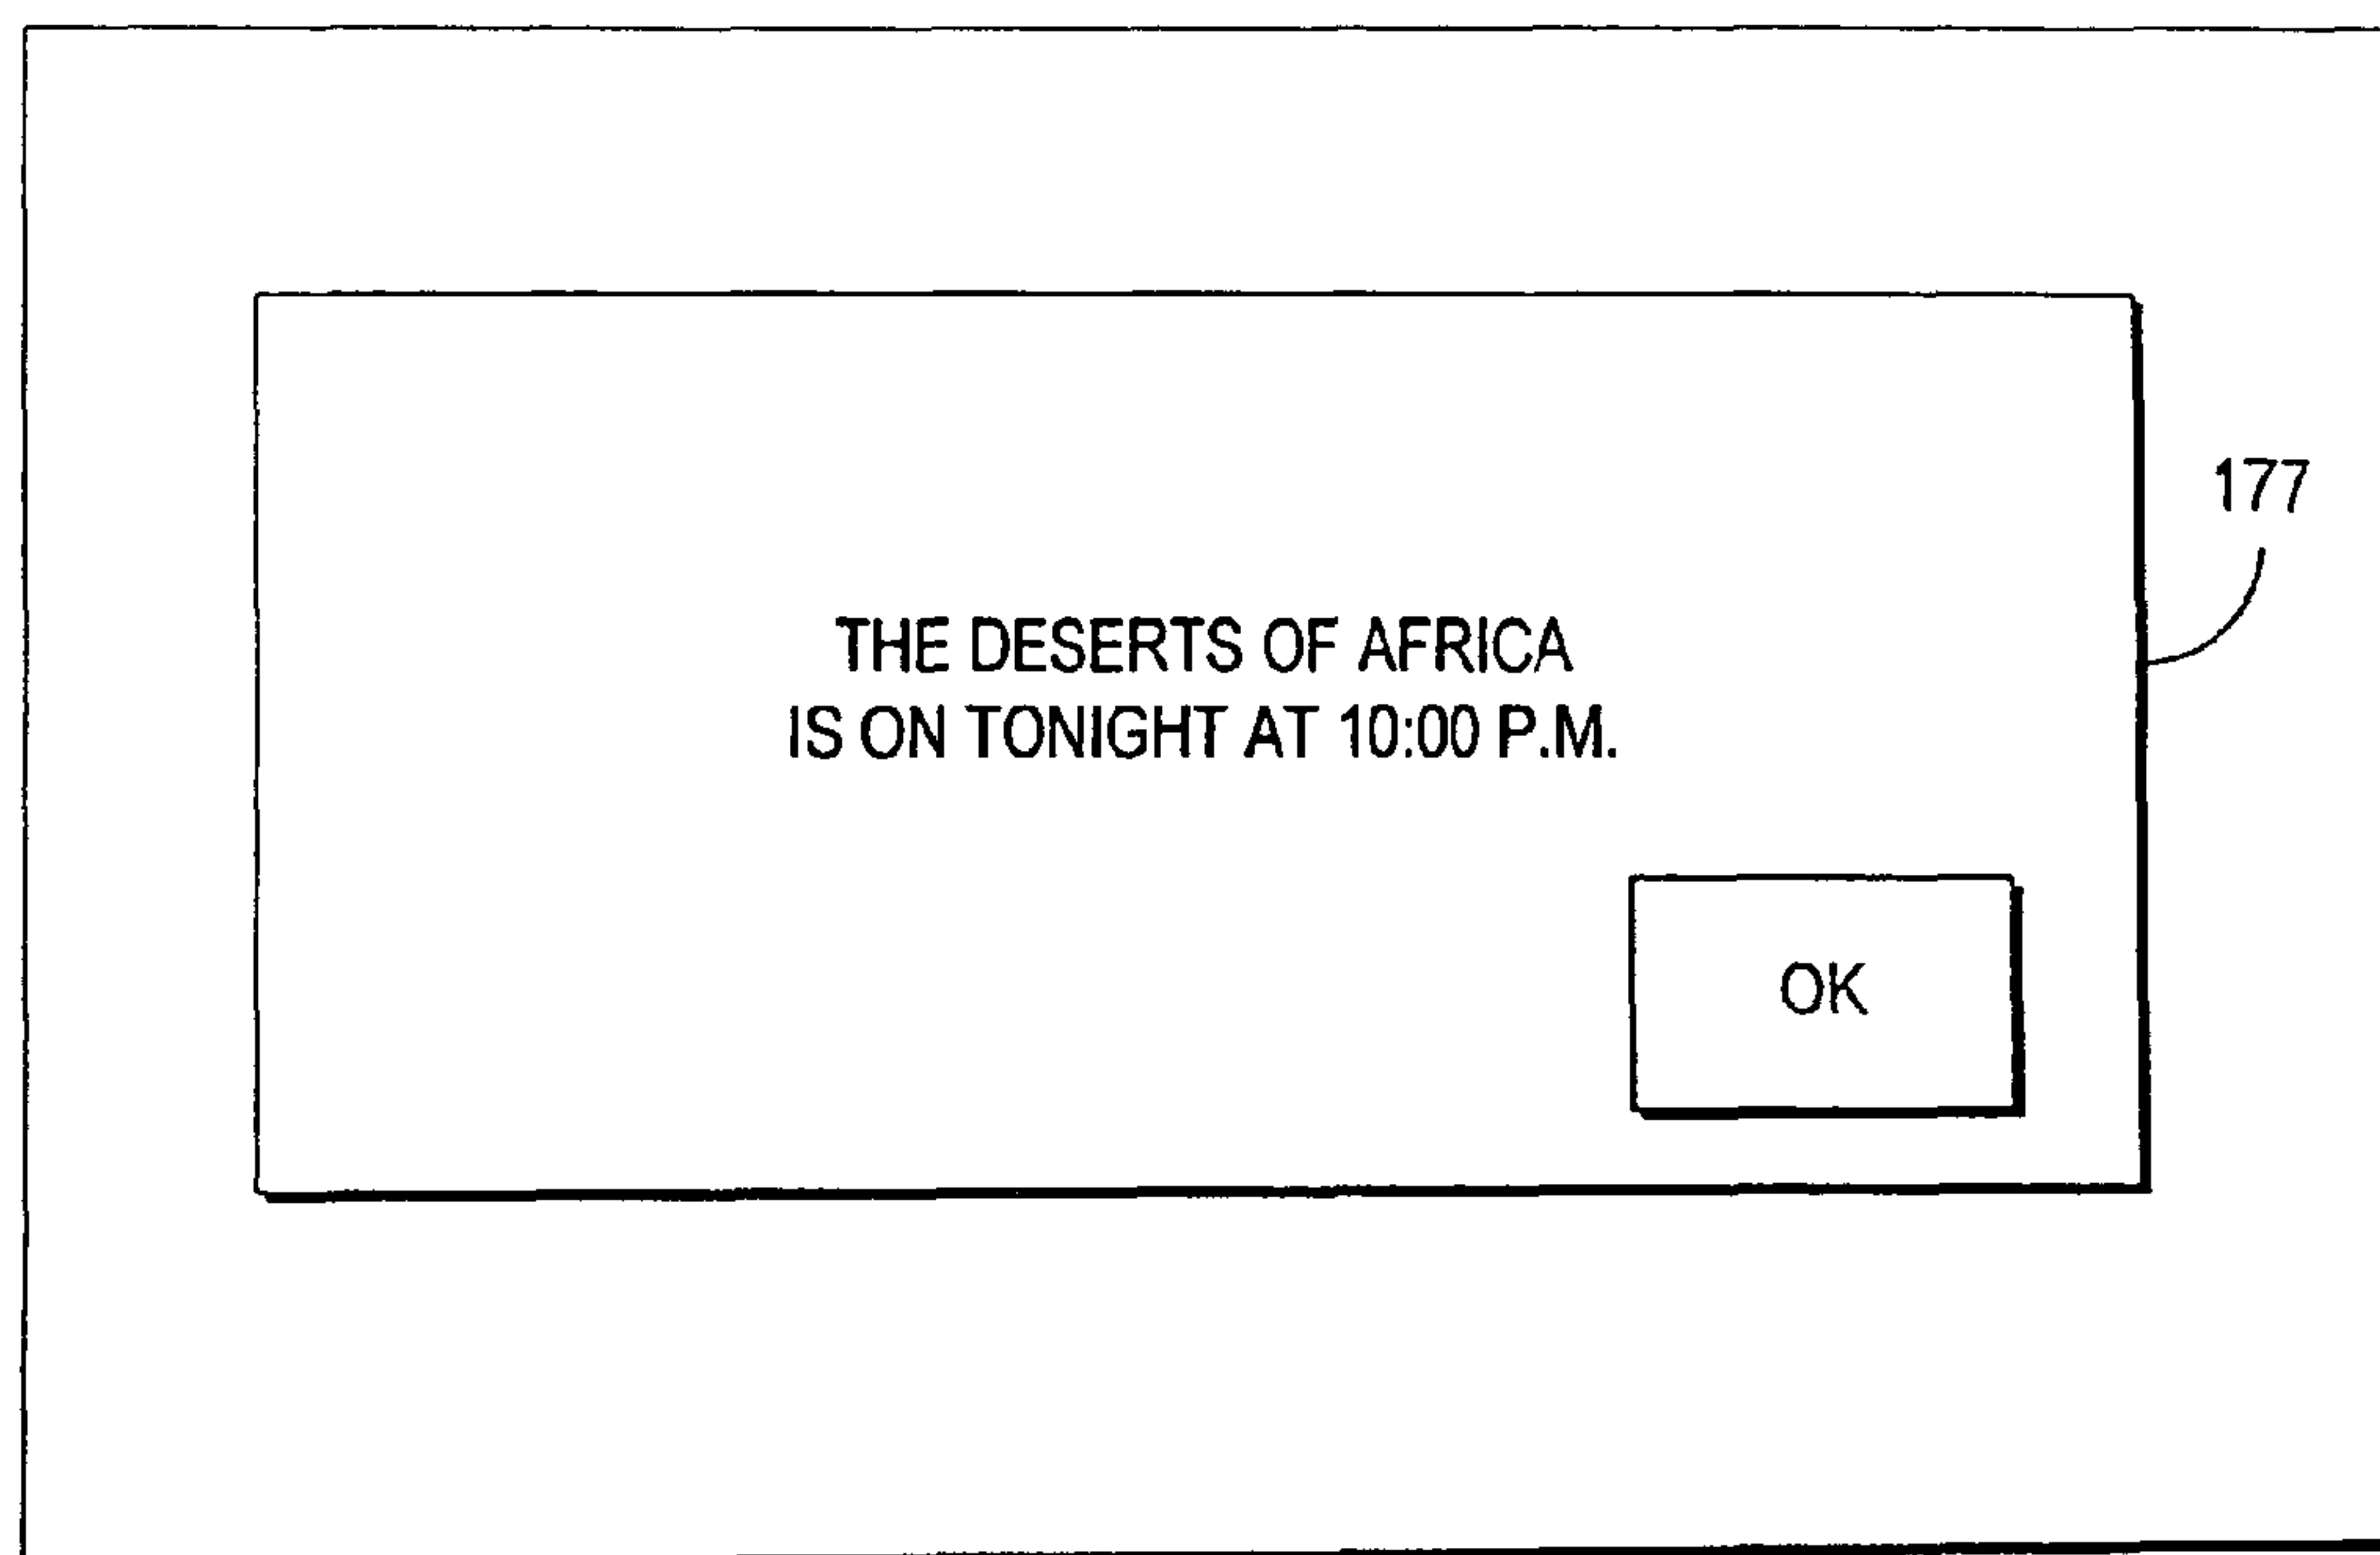 177
THE DESERTS OF AFRICA
IS ON TONIGHT AT 10:00 P.M.
OK